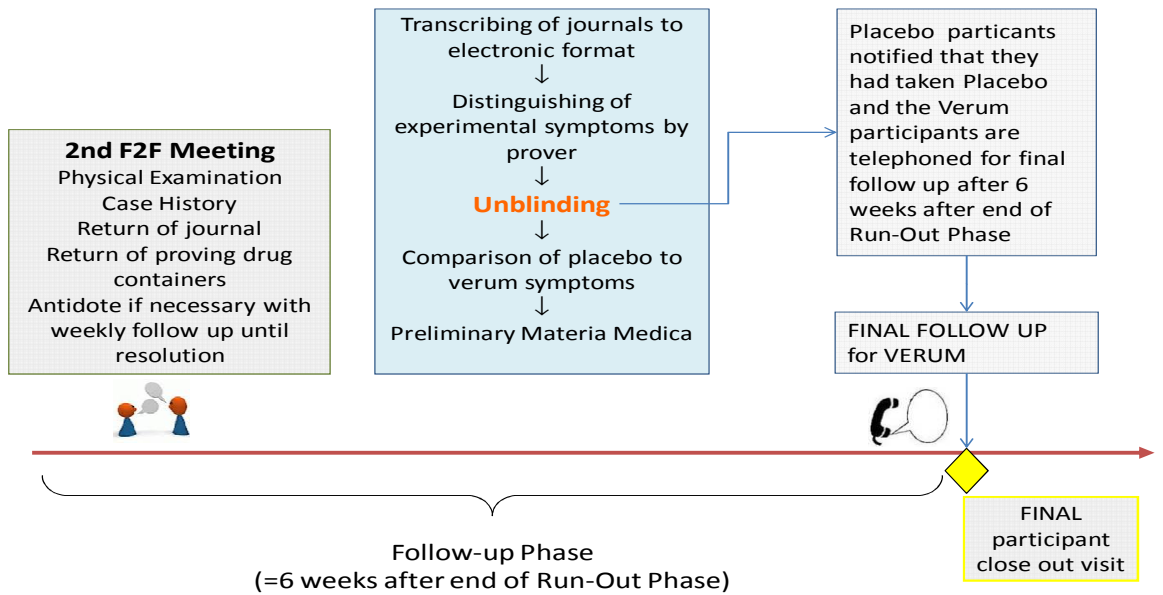 2nd F2F Meeting
Physical Examination
Case History
Return of journal
Return of proving drug
containers
Antidote if necessary with
weekly follow up until
resolution
Transcribing of journals to
electronic format
↓
Distinguishing of
experimental symptoms by
prover
↓
Unblinding
↓
Comparison of placebo to
verum symptoms
↓
Preliminary Materia Medica
Placebo particants
notified that they
had taken Placebo
and the Verum
participants are
telephoned for final
follow up after 6
weeks after end of
Run-Out Phase
FINAL FOLLOW UP
for VERUM
Follow-up Phase
(=6 weeks after end of Run-Out Phase)
FINAL
participant
close out visit